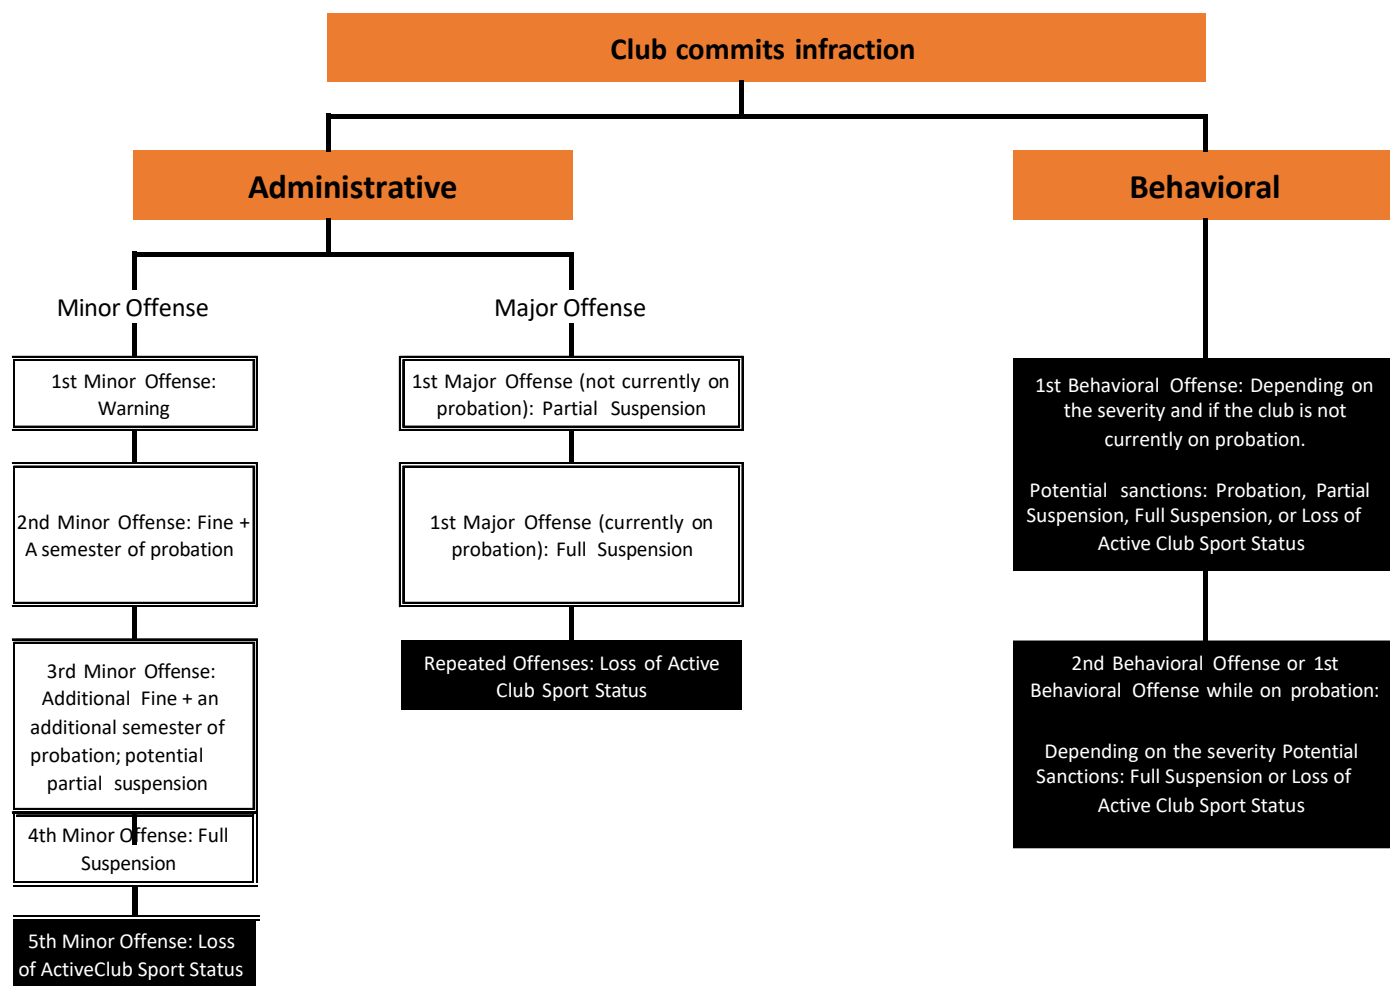 Club commits infraction
Administrative
Behavioral
Minor Offense
Major Offense
1st Minor Offense:
Warning
2nd Minor Offense: Fine +
A semester of probation
3rd Minor Offense:
Additional Fine + an
additional semester of
probation; potential
partial suspension
4th Minor Offense: Full
Suspension
5th Minor Offense: Loss
of ActiveClub Sport Status
1st Major Offense (not currently on
probation): Partial Suspension
1st Major Offense (currently on
probation): Full Suspension
Repeated Offenses: Loss of Active
Club Sport Status
1st Behavioral Offense: Depending on
the severity and if the club is not
currently on probation.
Potential sanctions: Probation, Partial
Suspension, Full Suspension, or Loss of
Active Club Sport Status
2nd Behavioral Offense or 1st
Behavioral Offense while on probation:
Depending on the severity Potential
Sanctions: Full Suspension or Loss of
Active Club Sport Status